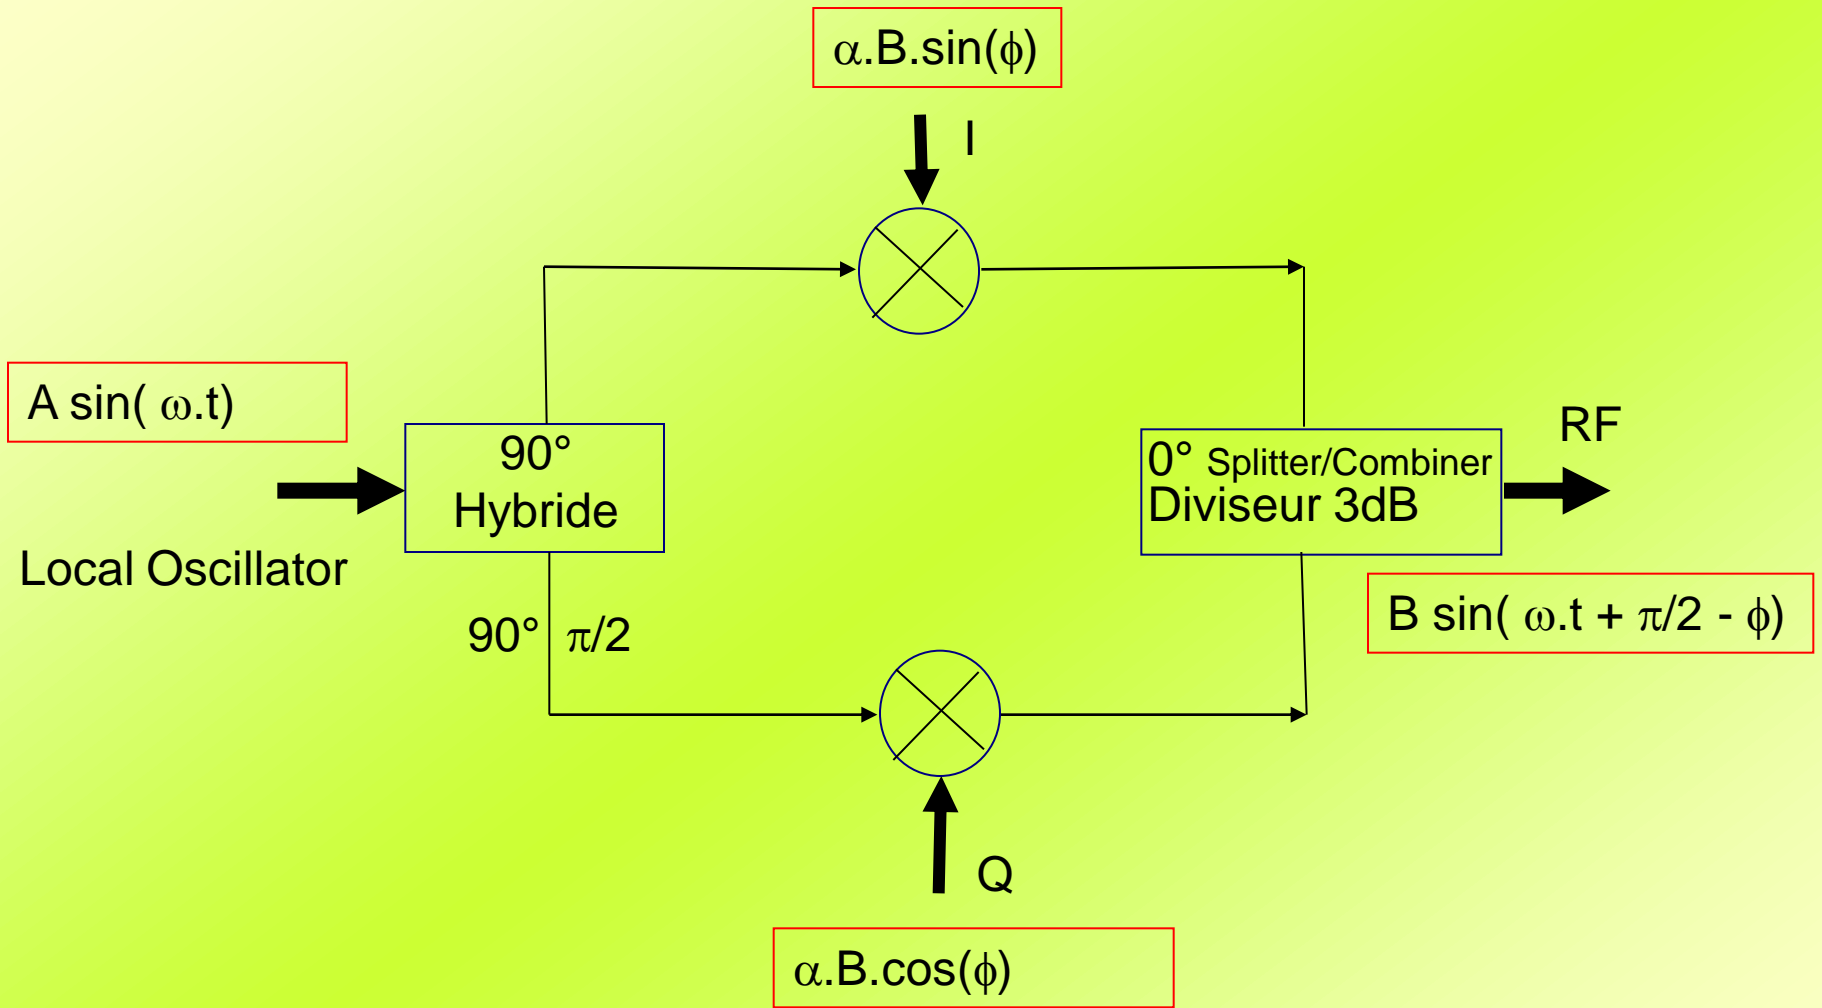 α.B.sin(ϕ)
I
A sin( ω.t)
RF
90°
Hybride
0° Splitter/Combiner
Diviseur 3dB
Local Oscillator
B sin( ω.t + π/2 - ϕ)
90° π/2
Q
α.B.cos(ϕ)